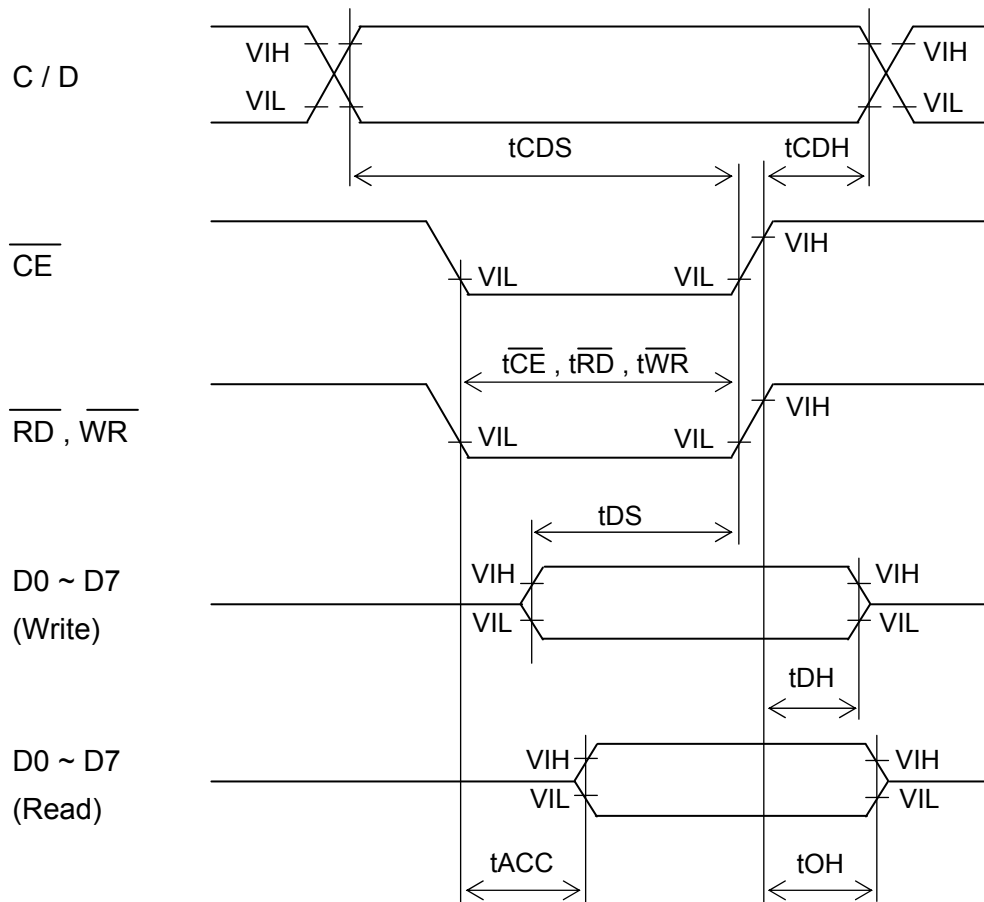 VIH
VIH
C / D
VIL
VIL
tCDS
tCDH
CE
VIH
VIL
VIL
tCE , tRD , tWR
RD , WR
VIH
VIL
VIL
tDS
D0 ~ D7
VIH
VIH
(Write)
VIL
VIL
tDH
D0 ~ D7
VIH
VIH
(Read)
VIL
VIL
tACC
tOH